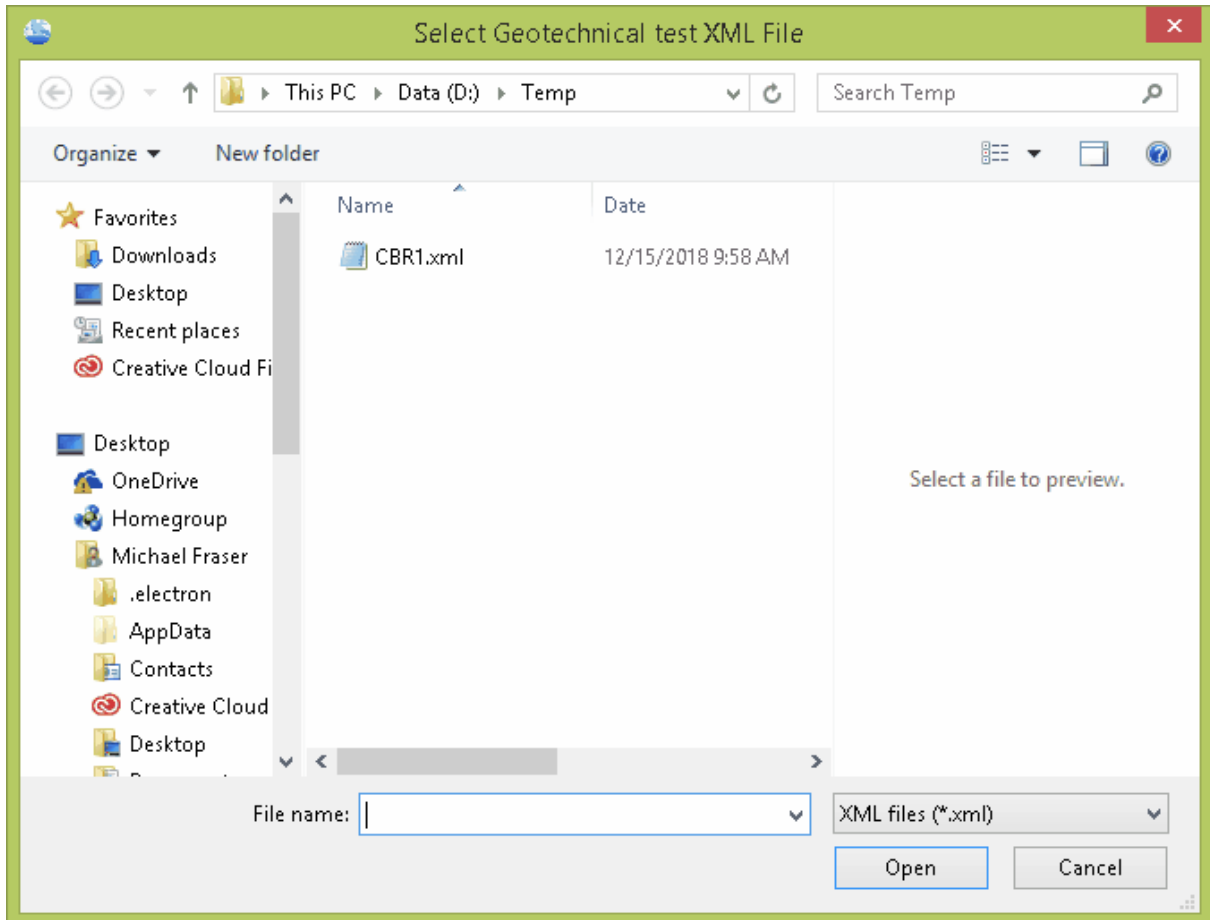 Select Geotechnical test XML File
This PC Data (D:) Temp
Search Temp
Organize
New folder
Name
Date
CBR1.xml
12/15/2018 9:58 AM
Favorites
Downloads
Desktop
Recent places
Creative Cloud Fi
Desktop
OneDrive
Homegroup
Michael Fraser
.electron
AppData
Contacts
Creative Cloud
Desktop
Select a file to preview.
File name:
XML files (*.xml)
Open
Cancel